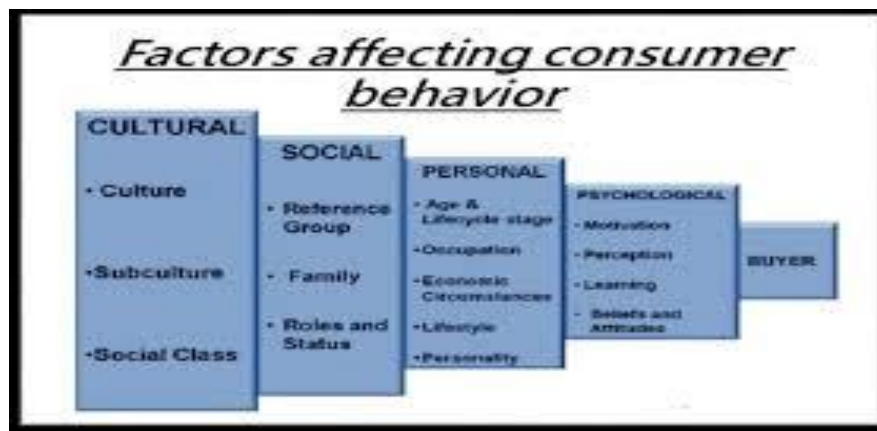 Factors affecting consumer
behavior
CULTURAL
• Culture
•Subculture
•Social Class
SOCIAL
• Reference
Group
• Family
• Roles and
Status
PERSONAL
• Age &
Lifecycle stage
•Occupation
•Economic
Circumstances
•Lifestyle
•Personality
PSYCHOLOGICAL
• Motivation
• Perception
• Learning
• Beliefs and
Attitudes
BUYER